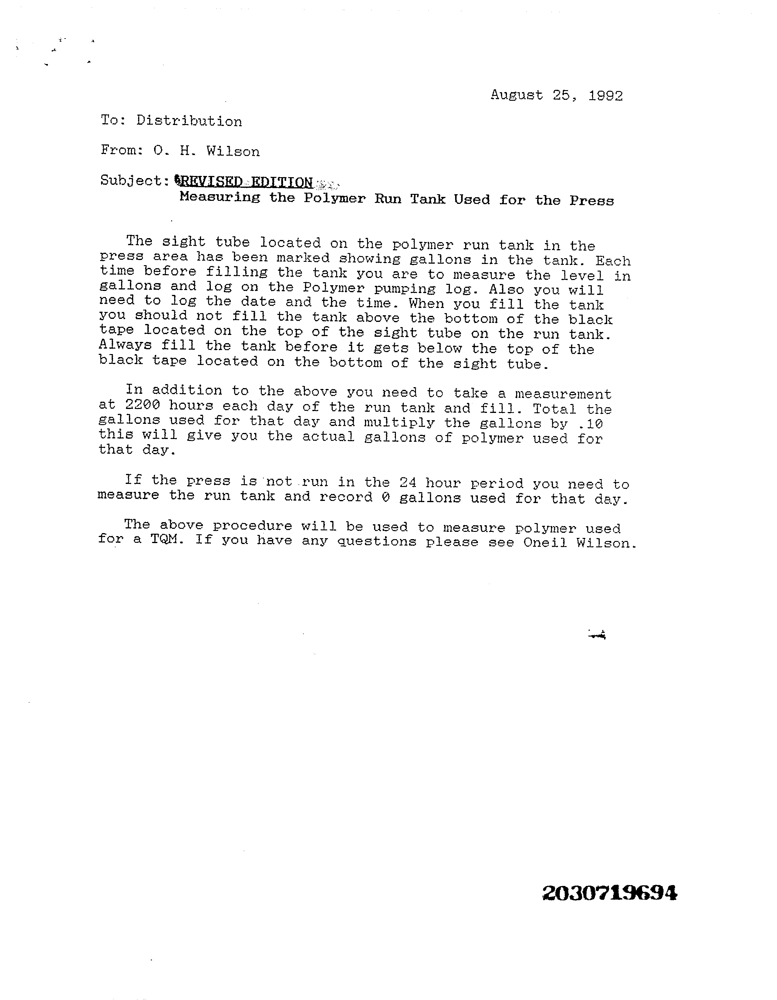 August 25, 1992
To: Distribution
From: O. H. Wilson
Subject: REVISED EDITION
Measuring the Polymer Run Tank Used for the Press
The sight tube located on the polymer run tank in the
press area has been marked showing gallons in the tank. Each
time before filling the tank you are to measure the level in
gallons and log on the Polymer pumping log. Also you will
need to log the date and the time. When you fill the tank
you should not fill the tank above the bottom of the black
tape located on the top of the sight tube on the run tank.
Always fill the tank before it gets below the top of the
black tape located on the bottom of the sight tube.
In addition to the above you need to take a measurement
at 2200 hours each day of the run tank and fill. Total the
gallons used for that day and multiply the gallons by .10
this will give you the actual gallons of polymer used for
that day.
If the press is not run in the 24 hour period you need to
measure the run tank and record 0 gallons used for that day.
The above procedure will be used to measure polymer used
for a TQM. If you have any questions please see Oneil Wilson.
2030719694